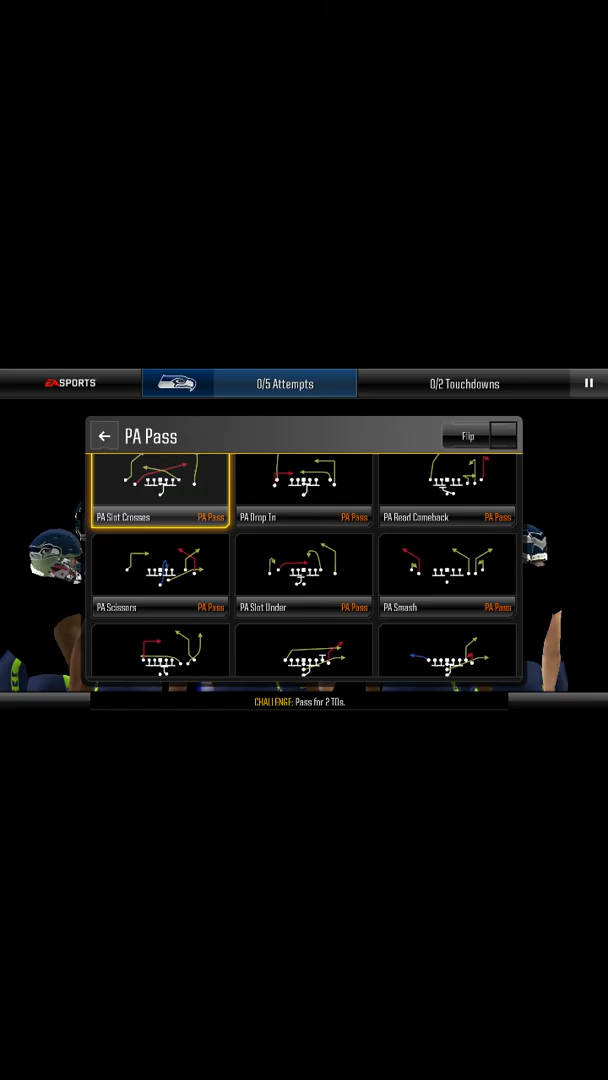 EA SPORTS
0/5 Attempts
0/2 Touchdowns
PA Pass
Flip
PA Slot Crosses PA Pass
PA Drop In PA Pass
PA Read Comeback PA Pass
PA Scissors PA Pass
PA Slot Under PA Pass
PA Smash PA Pass
CHALLENGE: Pass for 2 TDs.